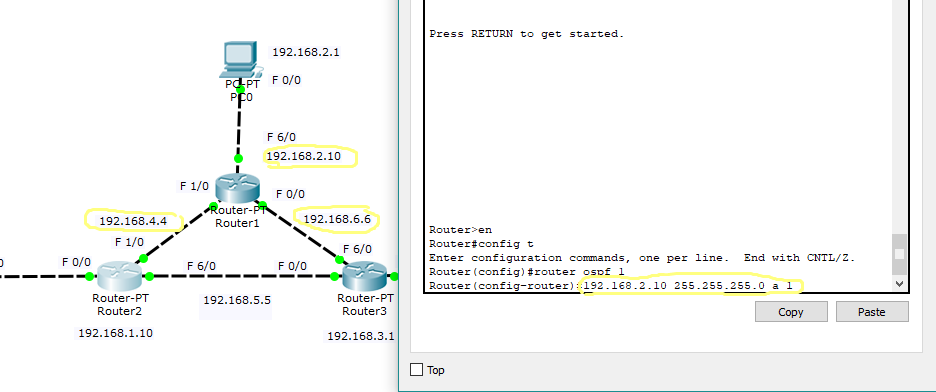 192.168.2.1
F 0/0
PC-PT
PC0
F 6/0
192.168.2.10
F 1/0
F 0/0
Router-PT
Router1
192.168.4.4
192.168.6.6
F 1/0
F 6/0
F 0/0
F 6/0
F 0/0
Router-PT
Router2
192.168.5.5
Router-PT
Router3
192.168.1.10
192.168.3.1
Press RETURN to get started.
Router>en
Router#config t
Enter configuration commands, one per line.  End with CNTL/Z.
Router(config)#router ospf 1
Router(config-router)#192.168.2.10 255.255.255.0 a 1
Copy
Paste
Top